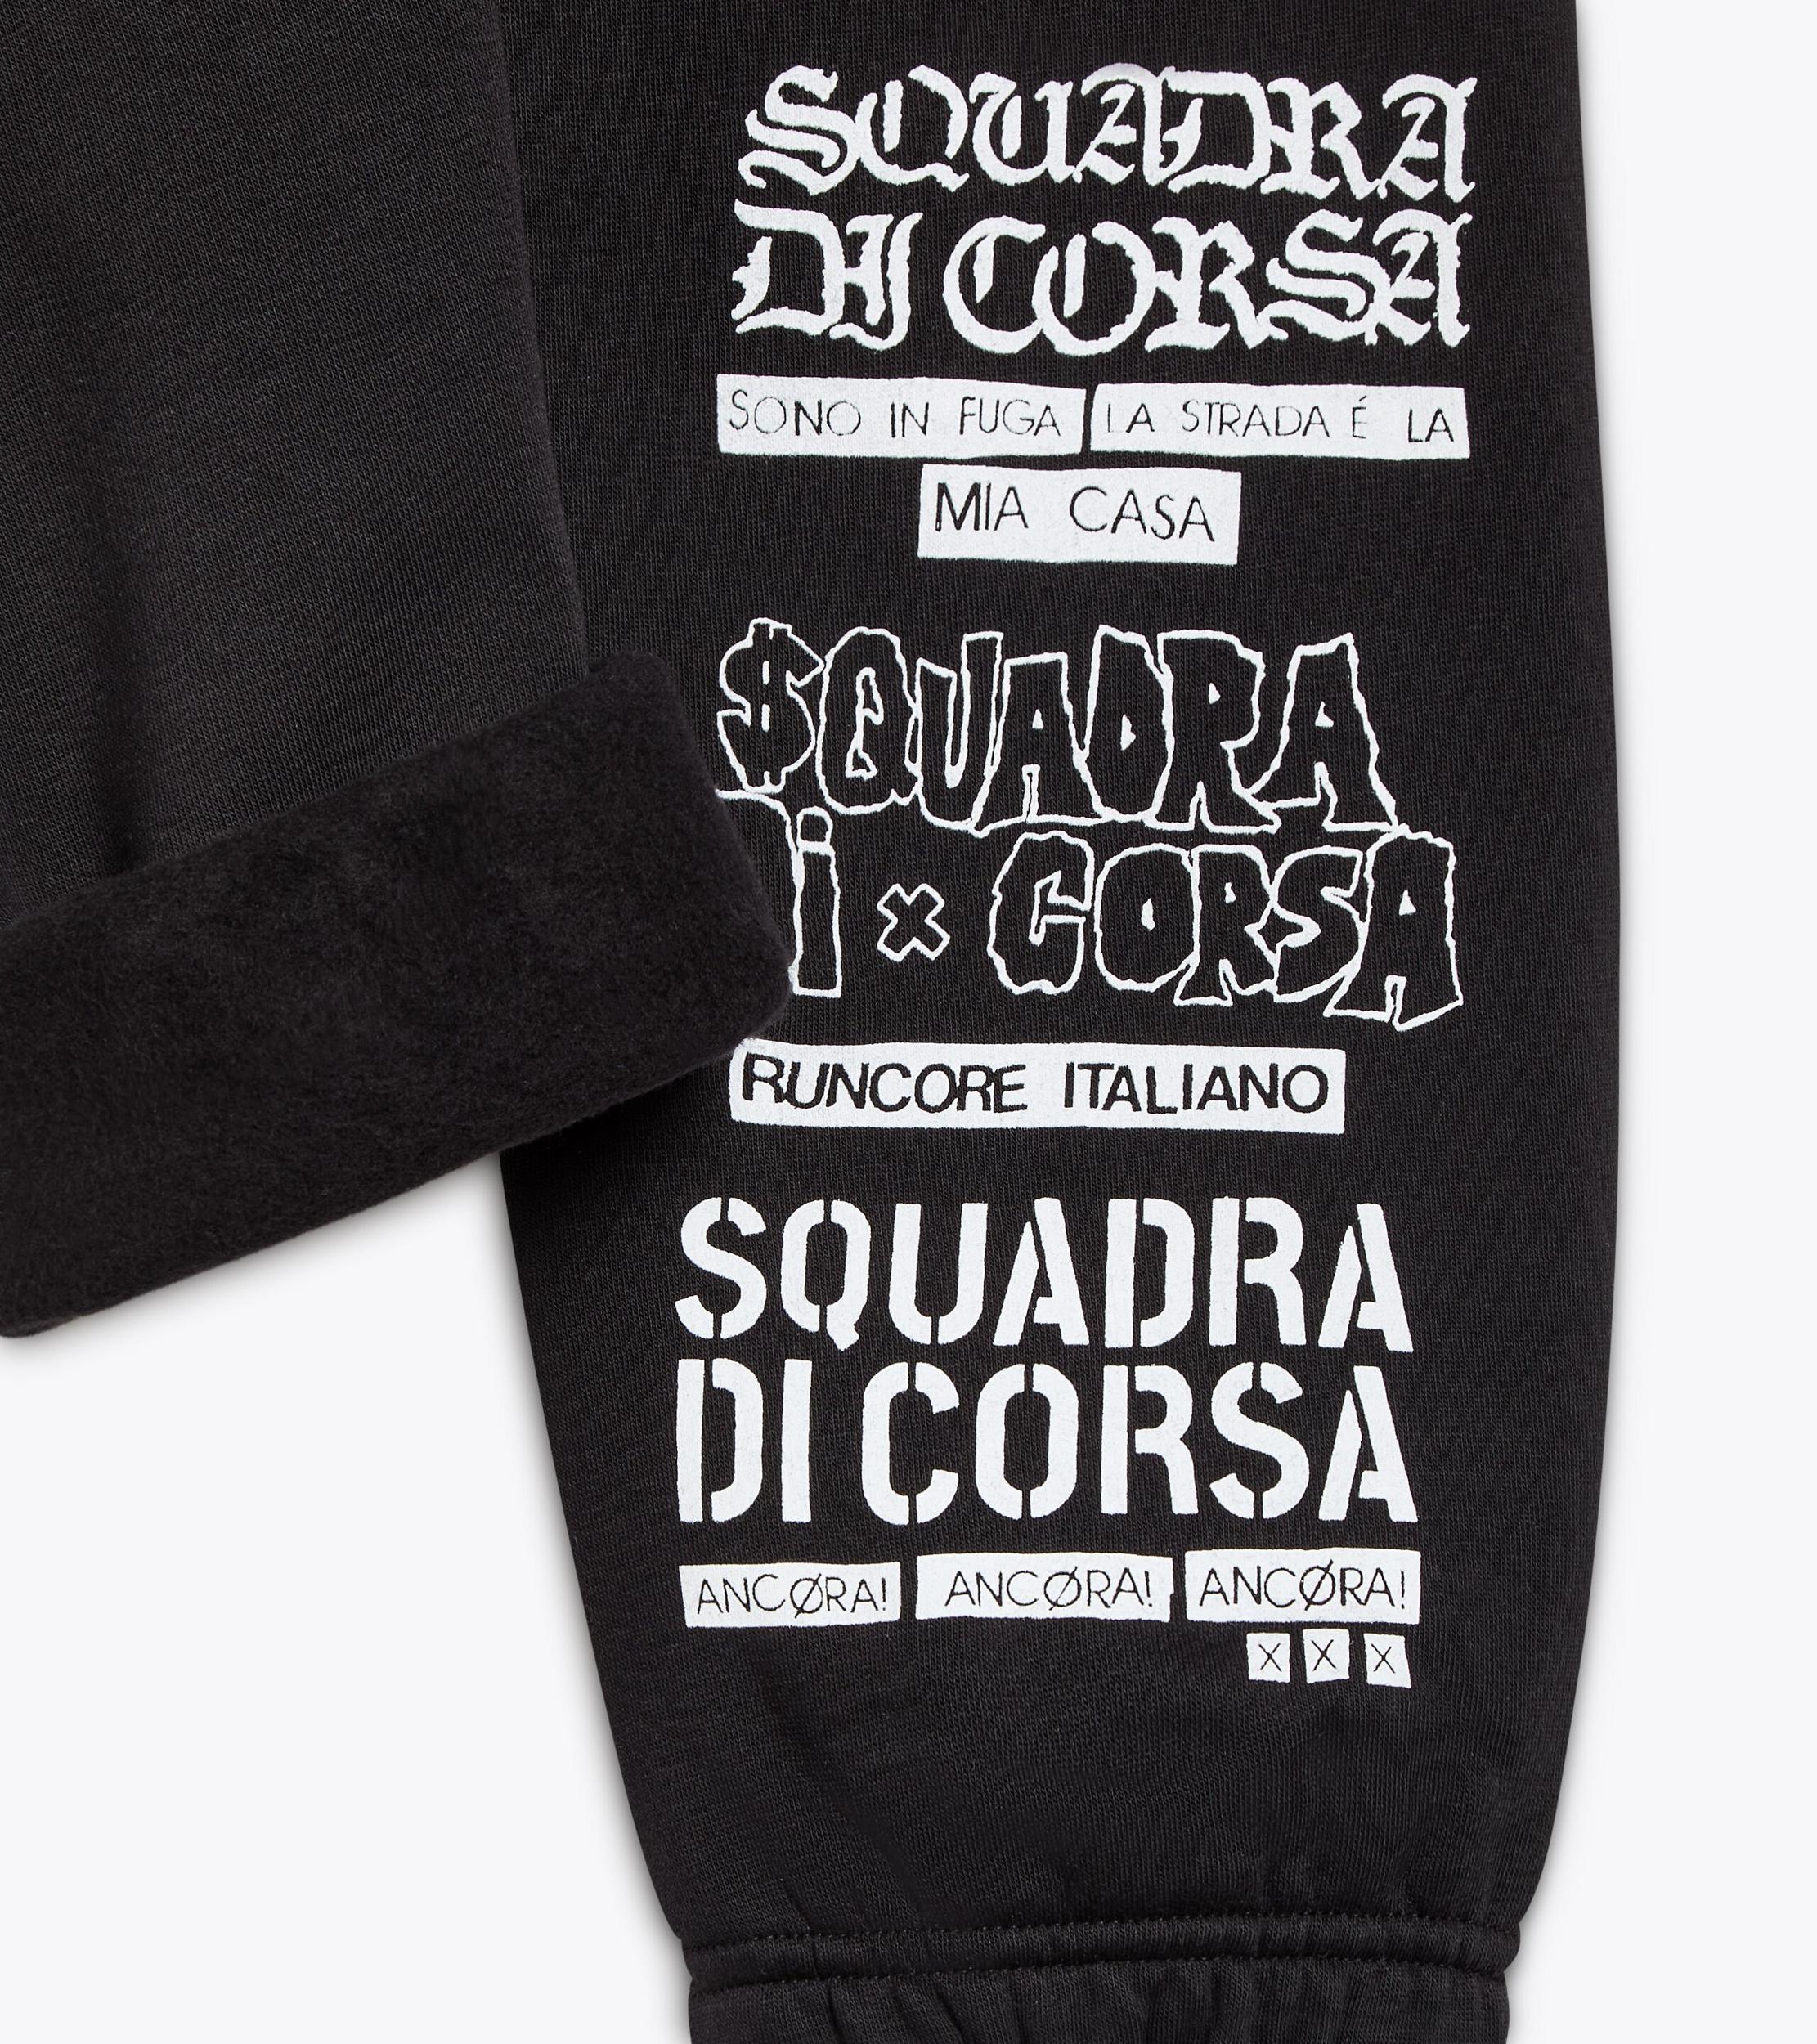 SQUADRA
DI CORSA
SONO IN FUGA LA STRADA É LA
MIA CASA
$QUADRA
Di x CORSA
RUNCORE ITALIANO
SQUADRA
DI CORSA
ANCØRA! ANCØRA! ANCØRA!
X X X